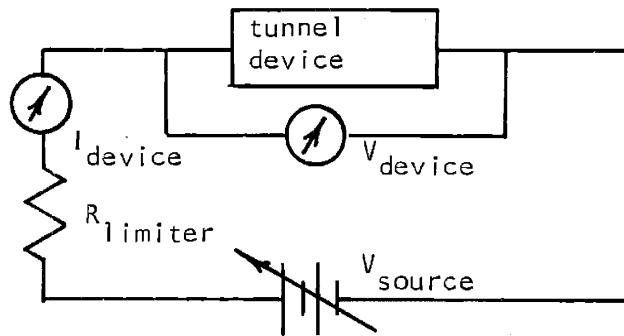 tunnel
device
I device
V device
R limiter
V source